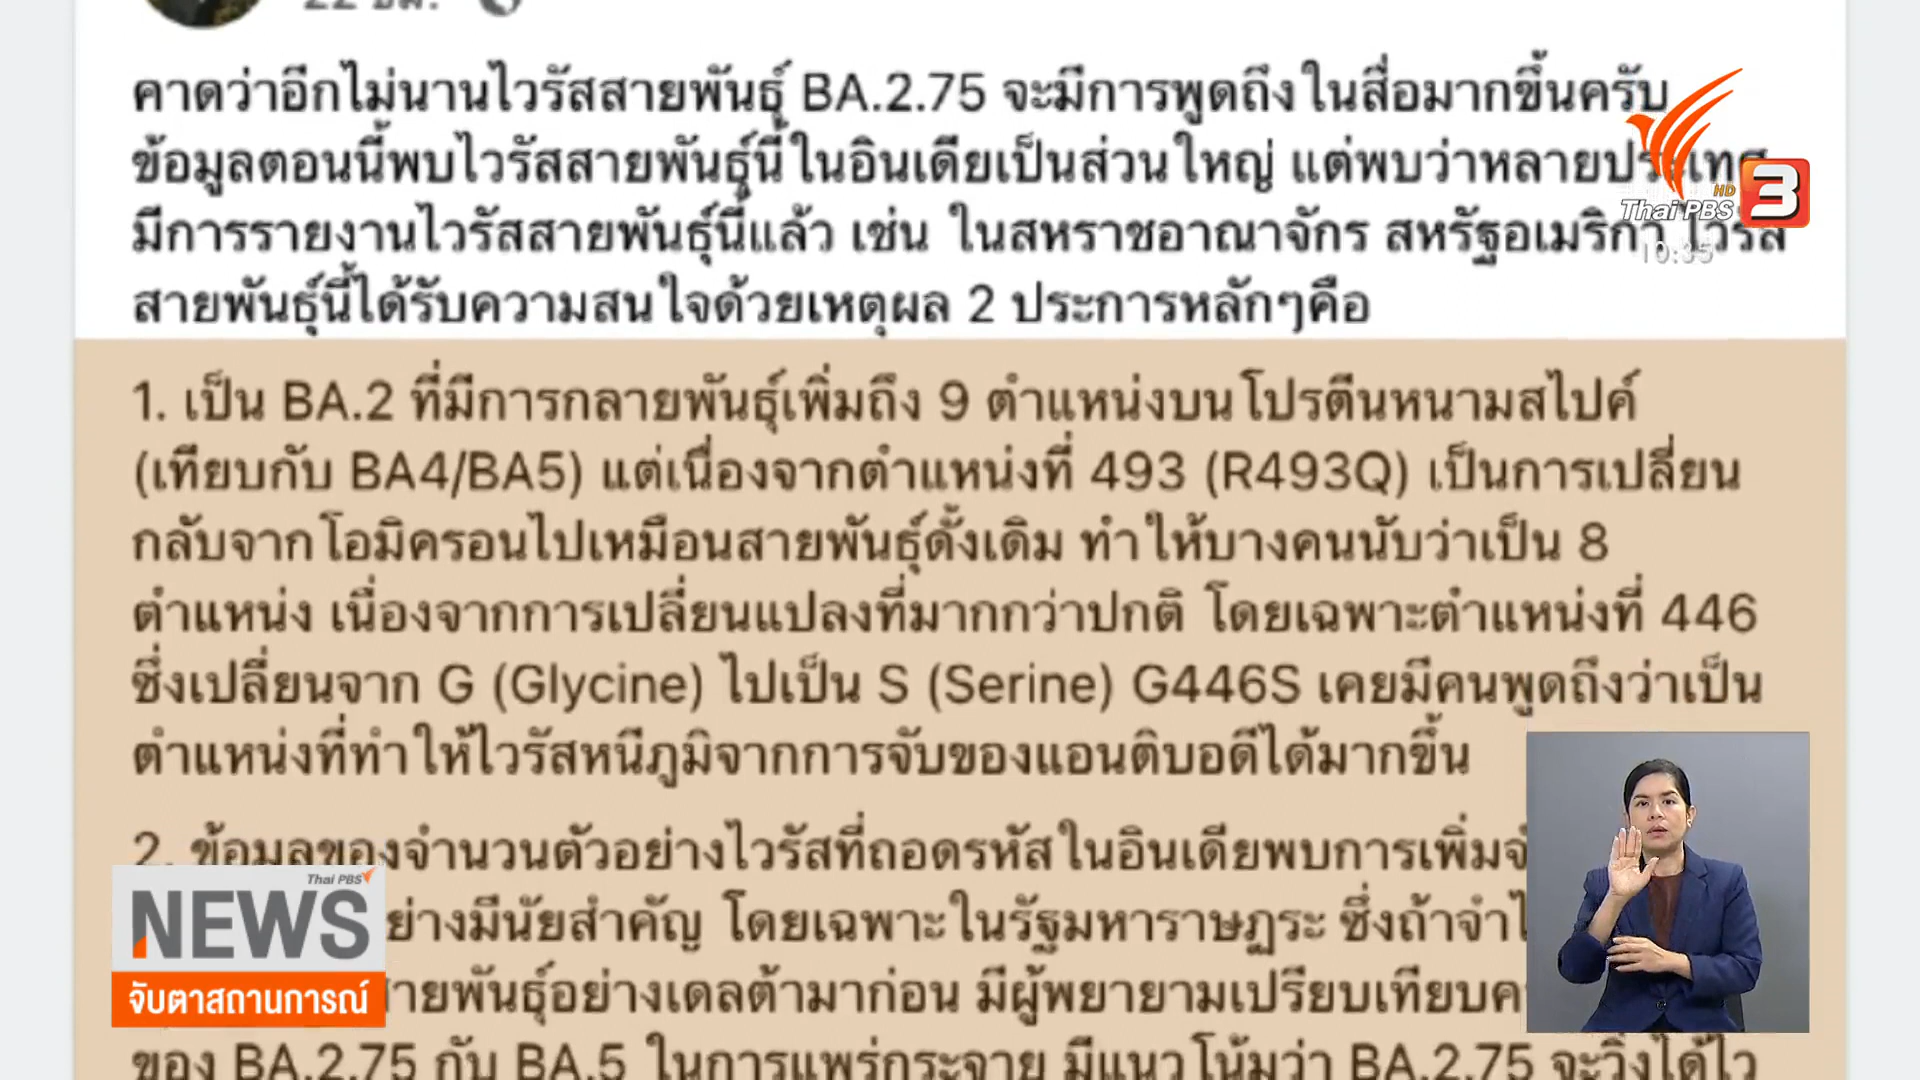 22 ชม.
คาดว่าอีกไม่นานไวรัสสายพันธุ์ BA.2.75 จะมีการพูดถึงในสื่อมากขึ้นครับ
ข้อมูลตอนนี้พบไวรัสสายพันธุ์นี้ในอินเดียเป็นส่วนใหญ่ แต่พบว่าหลายประเทศ
มีการรายงานไวรัสสายพันธุ์นี้แล้ว เช่น ในสหราชอาณาจักร สหรัฐอเมริกา ไวรัส
สายพันธุ์นี้ได้รับความสนใจด้วยเหตุผล 2 ประการหลักๆคือ
HD
Thai PBS 3
10:35
1. เป็น BA.2 ที่มีการกลายพันธุ์เพิ่มถึง 9 ตำแหน่งบนโปรตีนหนามสไปค์
(เทียบกับ BA4/BA5) แต่เนื่องจากตำแหน่งที่ 493 (R493Q) เป็นการเปลี่ยน
กลับจากโอมิครอนไปเหมือนสายพันธุ์ดั้งเดิม ทำให้บางคนนับว่าเป็น 8
ตำแหน่ง เนื่องจากการเปลี่ยนแปลงที่มากกว่าปกติ โดยเฉพาะตำแหน่งที่ 446
ซึ่งเปลี่ยนจาก G (Glycine) ไปเป็น S (Serine) G446S เคยมีคนพูดถึงว่าเป็น
ตำแหน่งที่ทำให้ไวรัสหนีภูมิจากการจับของแอนติบอดีได้มากขึ้น
2. ข้อมูลของจำนวนตัวอย่างไวรัสที่ถอดรหัสในอินเดียพบการเพิ่ม
ย่างมีนัยสำคัญ โดยเฉพาะในรัฐมหาราษฏระ ซึ่งถ้าจำไ
สายพันธุ์อย่างเดลต้ามาก่อน มีผู้พยายามเปรียบเทียบ
ของ BA.2.75 กับ BA.5 ในการแพร่กระจาย มีแนวโน้มว่า BA.2.75 จะวิ่งได้ไว
Thai PBS
NEWS
จับตาสถานการณ์